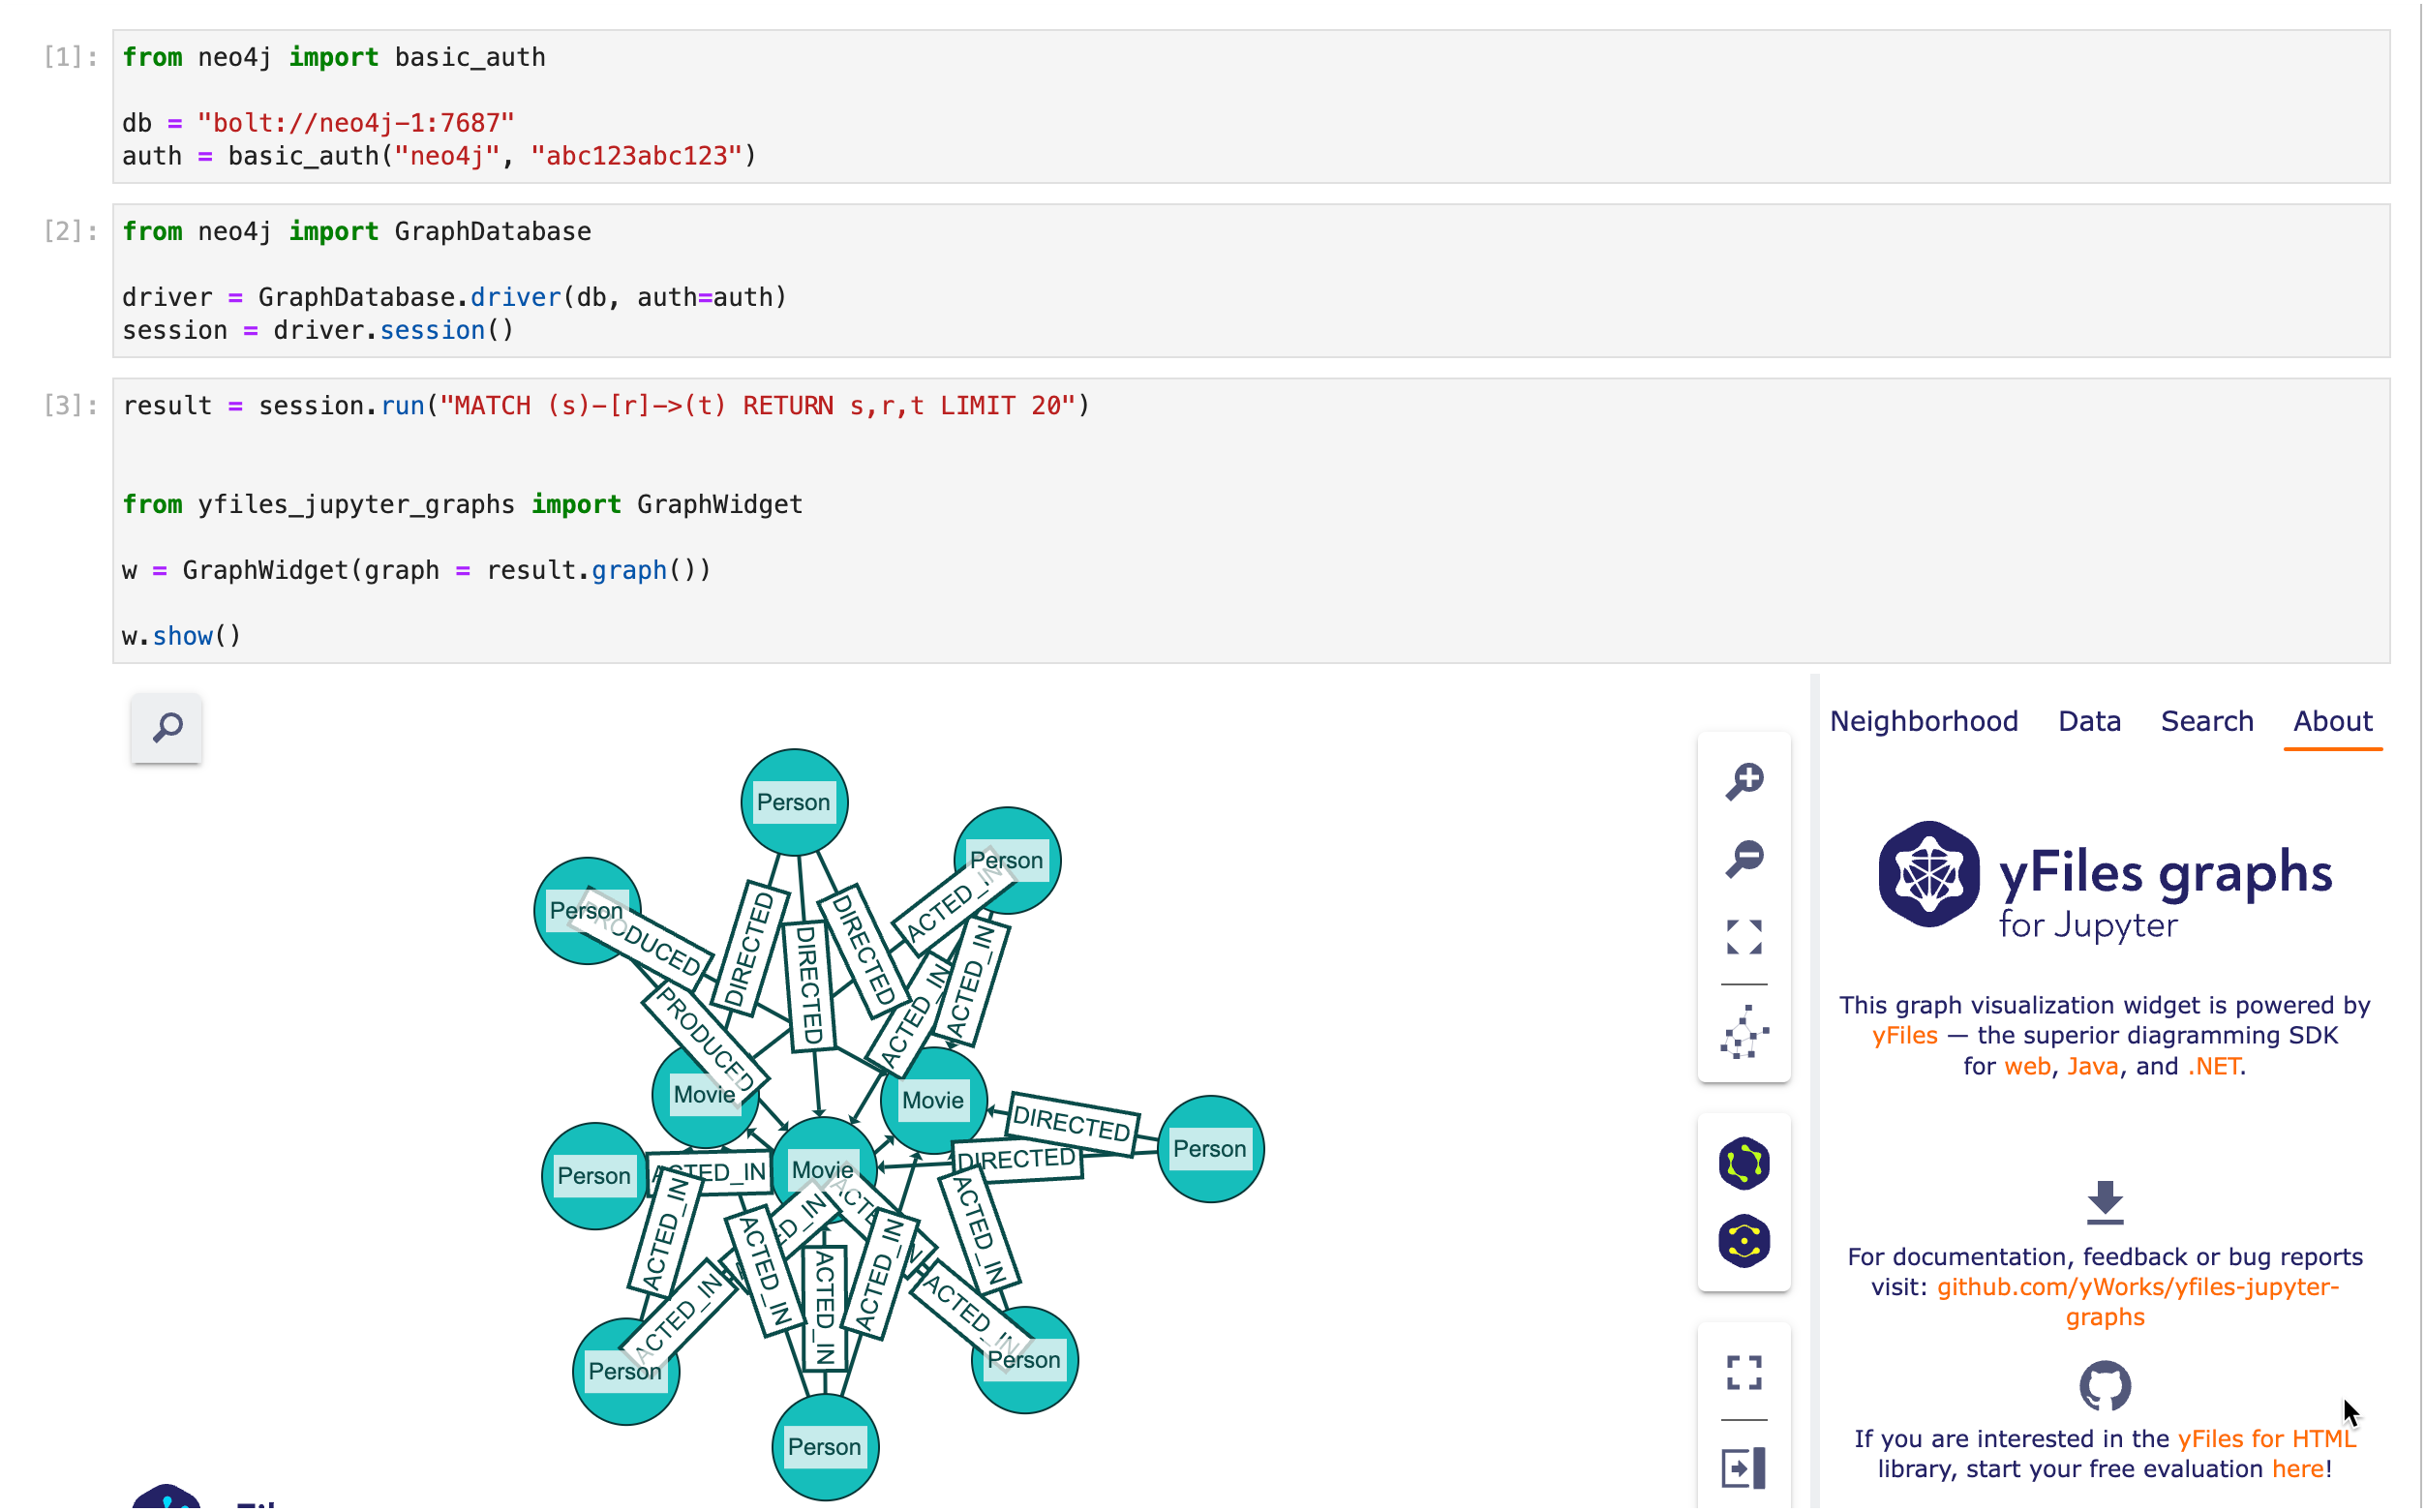 [1]:
from neo4j import basic_auth
db = "bolt://neo4j-1:7687"
auth = basic_auth("neo4j", "abc123abc123")
[2]:
from neo4j import GraphDatabase
driver = GraphDatabase.driver(db, auth=auth)
session = driver.session()
[3]:
result = session.run("MATCH (s)-[r]->(t) RETURN s,r,t LIMIT 20")
from yfiles_jupyter_graphs import GraphWidget
w = GraphWidget(graph = result.graph())
w.show()
Person
Person
Person
PRODUCED
DIRECTED
DIRECTED
DIRECTED
ACTED_IN
ACTED_IN
ACTED_IN
PRODUCED
Movie
Movie
DIRECTED
Person
DIRECTED
Person
ACTED_IN
Movie
ACTED_IN
ACTED_IN
ACTED_IN
ACTED_IN
ACTED_IN
ACTED_IN
ACTED_IN
Person
Person
Person
Neighborhood Data Search About
yFiles graphs
for Jupyter
This graph visualization widget is powered by
yFiles — the superior diagramming SDK
for web, Java, and .NET.
For documentation, feedback or bug reports
visit: github.com/yWorks/yfiles-jupyter-
graphs
If you are interested in the yFiles for HTML
library, start your free evaluation here!